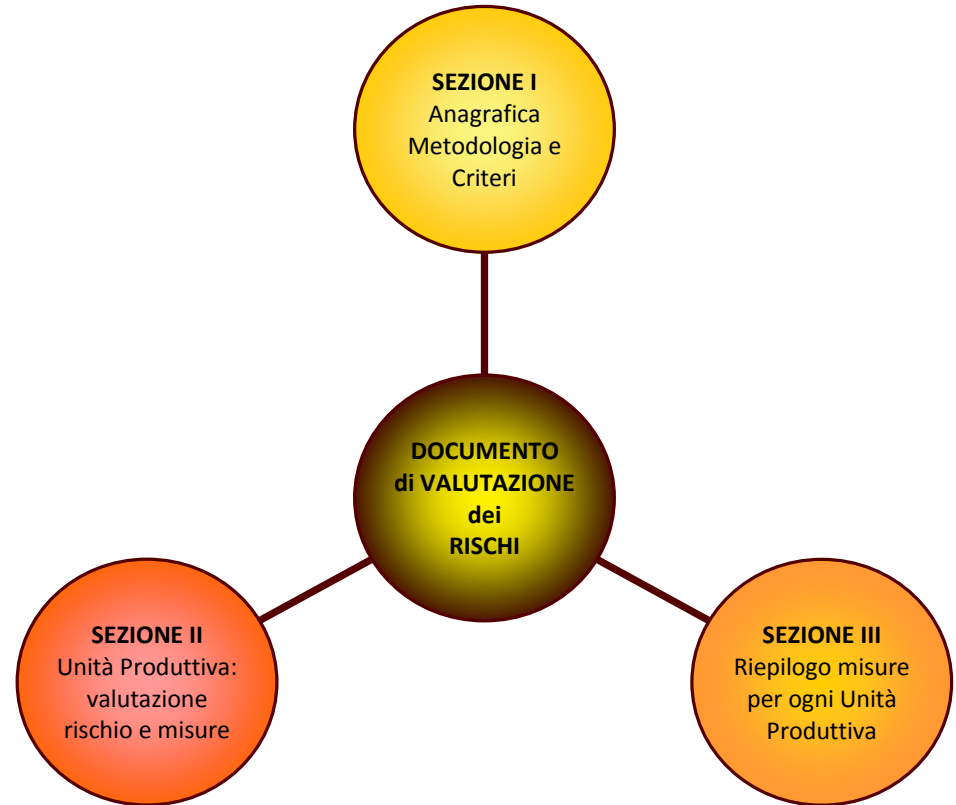 SEZIONE I
Anagrafica
Metodologia e
Criteri
DOCUMENTO
di VALUTAZIONE
dei
RISCHI
SEZIONE II
Unità Produttiva:
valutazione
rischio e misure
SEZIONE III
Riepilogo misure
per ogni Unità
Produttiva